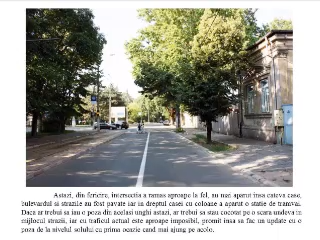 Astazi, din fericire, intersectia a ramas aproape la fel, au mai aparut insa cateva case,
bulevardul si strazile au fost pavate iar in dreptul casei cu coloane a aparut o statie de tramvai.
Daca ar trebui sa iau o poza din acelasi unghi astazi, ar trebui sa stau cocotat pe o scara undeva in
mijlocul strazii, iar cu traficul actual este aproape imposibil, promit insa sa fac un update cu o
poza de la nivelul solului cu prima ocazie cand mai ajung pe acolo.